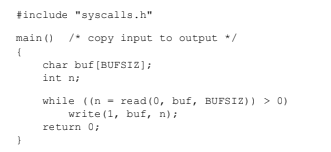 #include "syscalls.h"
main()  /* copy input to output */
{
    char buf[BUFSIZ];
    int n;
    while ((n = read(0, buf, BUFSIZ)) > 0)
        write(1, buf, n);
    return 0;
}